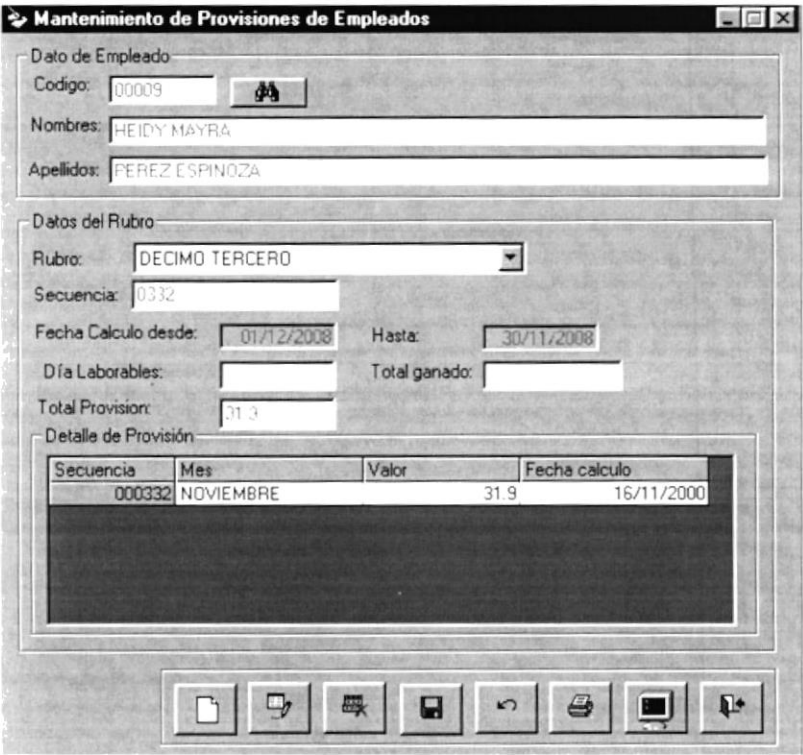 Mantenimiento de Provisiones de Empleados
Dato de Empleado
Codigo: 00009
Nombres: HEIDY MAYRA
Apellidos: PEREZ ESPINOZA
Datos del Rubro
Rubro: DECIMO TERCERO
Secuencia: 0332
Fecha Calculo desde: 01/12/2008 Hasta: 30/11/2008
Día Laborables: Total ganado:
Total Provision: 31.9
Detalle de Provisión
Secuencia Mes Valor Fecha calculo
000332 NOVIEMBRE 31.9 16/11/2000